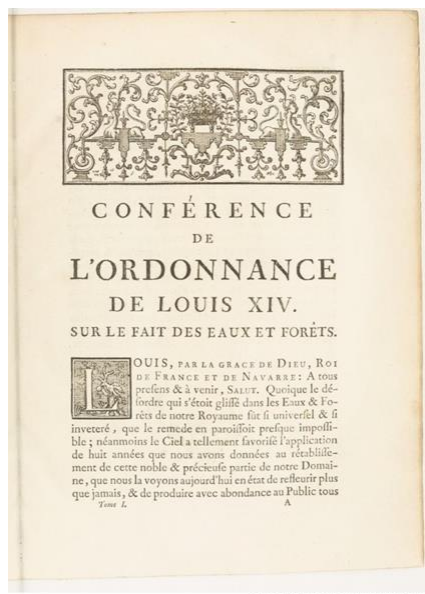 CONFÉRENCE
DE
L'ORDONNANCE
DE LOUIS XIV.
SUR LE FAIT DES EAUX ET FORÊTS.
LOUIS, PAR LA GRACE DE DIEU, ROI
DE FRANCE ET DE NAVARRE: A tous
preſens & à venir, SALUT. Quoique le dé-
ſordre qui s'étoit gliſſé dans les Eaux & Fo-
rêts de notre Royaume fût ſi univerſel & ſi
inveteré, que le remede en paroiſſoit preſque impoſſi-
ble; néanmoins le Ciel a tellement favoriſé l'application
de huit années que nous avons données au rétabliſſe-
ment de cette noble & précieuſe partie de notre Domai-
ne, que nous la voyons aujourd'hui en état de refleurir plus
que jamais, & de produire avec abondance au Public tous
Tome I. A